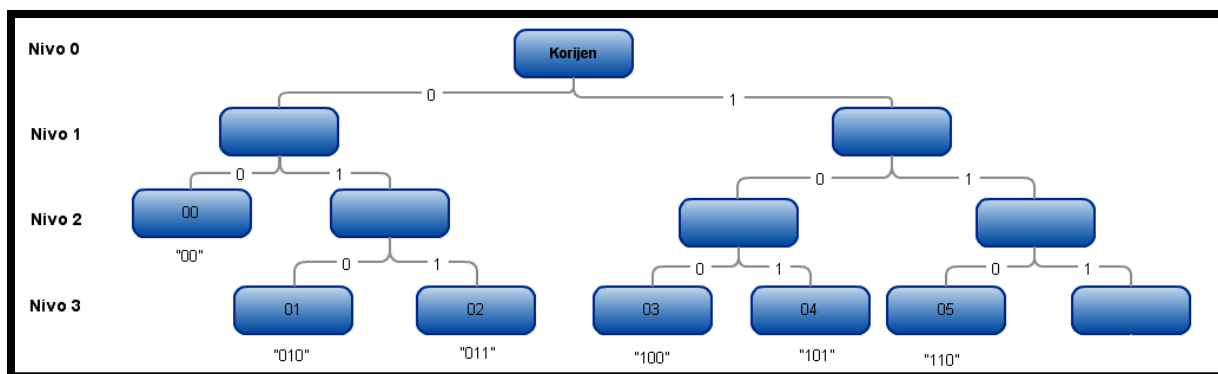 Nivo 0
Korijen
0 1
Nivo 1
0 1 0 1
Nivo 2
00
"00"
0 1 0 1 0 1
Nivo 3
01 02 03 04 05
"010" "011" "100" "101" "110"